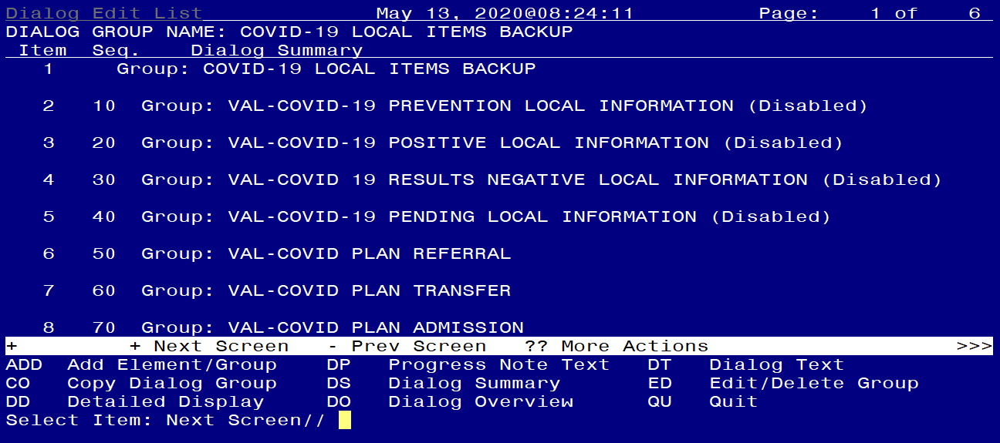 Dialog Edit List May 13, 2020@08:24:11 Page: 1 of 6
DIALOG GROUP NAME: COVID-19 LOCAL ITEMS BACKUP
Item Seq. Dialog Summary
1 Group: COVID-19 LOCAL ITEMS BACKUP
2 10 Group: VAL-COVID-19 PREVENTION LOCAL INFORMATION (Disabled)
3 20 Group: VAL-COVID-19 POSITIVE LOCAL INFORMATION (Disabled)
4 30 Group: VAL-COVID 19 RESULTS NEGATIVE LOCAL INFORMATION (Disabled)
5 40 Group: VAL-COVID-19 PENDING LOCAL INFORMATION (Disabled)
6 50 Group: VAL-COVID PLAN REFERRAL
7 60 Group: VAL-COVID PLAN TRANSFER
8 70 Group: VAL-COVID PLAN ADMISSION
+ + Next Screen - Prev Screen ?? More Actions >>>
ADD Add Element/Group DP Progress Note Text DT Dialog Text
CO Copy Dialog Group DS Dialog Summary ED Edit/Delete Group
DD Detailed Display DO Dialog Overview QU Quit
Select Item: Next Screen//